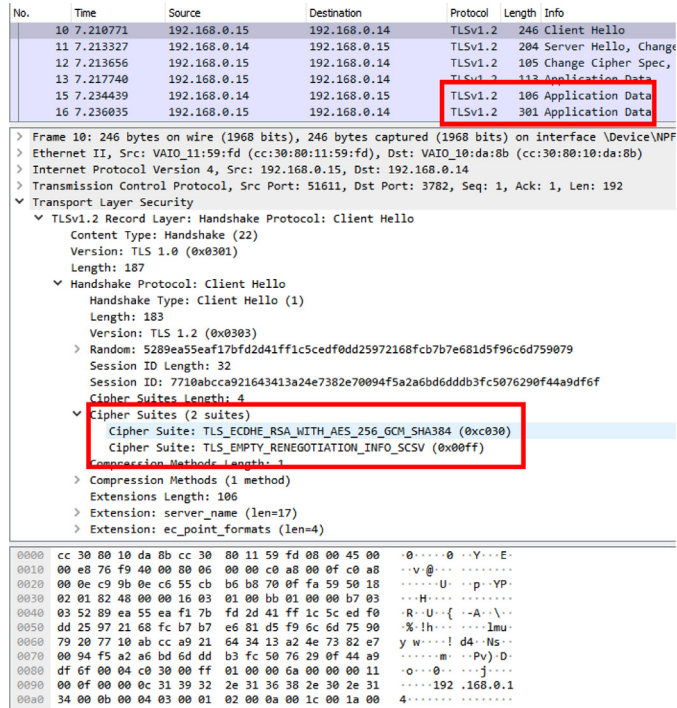 No. Time Source Destination Protocol Length Info
10 7.210771 192.168.0.15 192.168.0.14 TLSv1.2 246 Client Hello
11 7.213327 192.168.0.14 192.168.0.15 TLSv1.2 204 Server Hello, Change
12 7.213656 192.168.0.15 192.168.0.14 TLSv1.2 105 Change Cipher Spec,
13 7.217740 192.168.0.15 192.168.0.14 TLSv1.2 113 Application Data
15 7.234439 192.168.0.14 192.168.0.15 TLSv1.2 106 Application Data
16 7.236035 192.168.0.15 192.168.0.14 TLSv1.2 301 Application Data
> Frame 10: 246 bytes on wire (1968 bits), 246 bytes captured (1968 bits) on interface \Device\NPF
> Ethernet II, Src: VAIO_11:59:fd (cc:30:80:11:59:fd), Dst: VAIO_10:da:8b (cc:30:80:10:da:8b)
> Internet Protocol Version 4, Src: 192.168.0.15, Dst: 192.168.0.14
> Transmission Control Protocol, Src Port: 51611, Dst Port: 3782, Seq: 1, Ack: 1, Len: 192
Transport Layer Security
TLSv1.2 Record Layer: Handshake Protocol: Client Hello
Content Type: Handshake (22)
Version: TLS 1.0 (0x0301)
Length: 187
Handshake Protocol: Client Hello
Handshake Type: Client Hello (1)
Length: 183
Version: TLS 1.2 (0x0303)
> Random: 5289ea55eaf17bfd2d41ff1c5cedf0dd25972168fcb7b7e681d5f96c6d759079
Session ID Length: 32
Session ID: 7710abcca921643413a24e7382e70094f5a2a6bd6dddb3fc5076290f44a9df6f
Cipher Suites Length: 4
Cipher Suites (2 suites)
Cipher Suite: TLS_ECDHE_RSA_WITH_AES_256_GCM_SHA384 (0xc030)
Cipher Suite: TLS_EMPTY_RENEGOTIATION_INFO_SCSV (0x00ff)
Compression Methods Length: 1
> Compression Methods (1 method)
Extensions Length: 106
> Extension: server_name (len=17)
> Extension: ec_point_formats (len=4)
0000 cc 30 80 10 da 8b cc 30 80 11 59 fd 08 00 45 00 ·0·····0 ··Y···E·
0010 00 e8 76 f9 40 00 80 06 00 00 c0 a8 00 0f c0 a8 ··v·@··· ········
0020 00 0e c9 9b 0e c6 55 cb b6 b8 70 0f fa 59 50 18 ······U· ··p··YP·
0030 02 01 82 48 00 00 16 03 01 00 bb 01 00 00 b7 03 ···H···· ········
0040 03 52 89 ea 55 ea f1 7b fd 2d 41 ff 1c 5c ed f0 ·R··U··{ ·-A··\··
0050 dd 25 97 21 68 fc b7 b7 e6 81 d5 f9 6c 6d 75 90 ·%·!h··· ····lmu·
0060 79 20 77 10 ab cc a9 21 64 34 13 a2 4e 73 82 e7 y w····! d4··Ns··
0070 00 94 f5 a2 a6 bd 6d dd b3 fc 50 76 29 0f 44 a9 ······m· ··Pv)·D·
0080 df 6f 00 04 c0 30 00 ff 01 00 00 6a 00 00 00 11 ·o···0·· ···j····
0090 00 0f 00 00 0c 31 39 32 2e 31 36 38 2e 30 2e 31 ·····192 .168.0.1
00a0 34 00 0b 00 04 03 00 01 02 00 0a 00 1c 00 1a 00 4······· ········